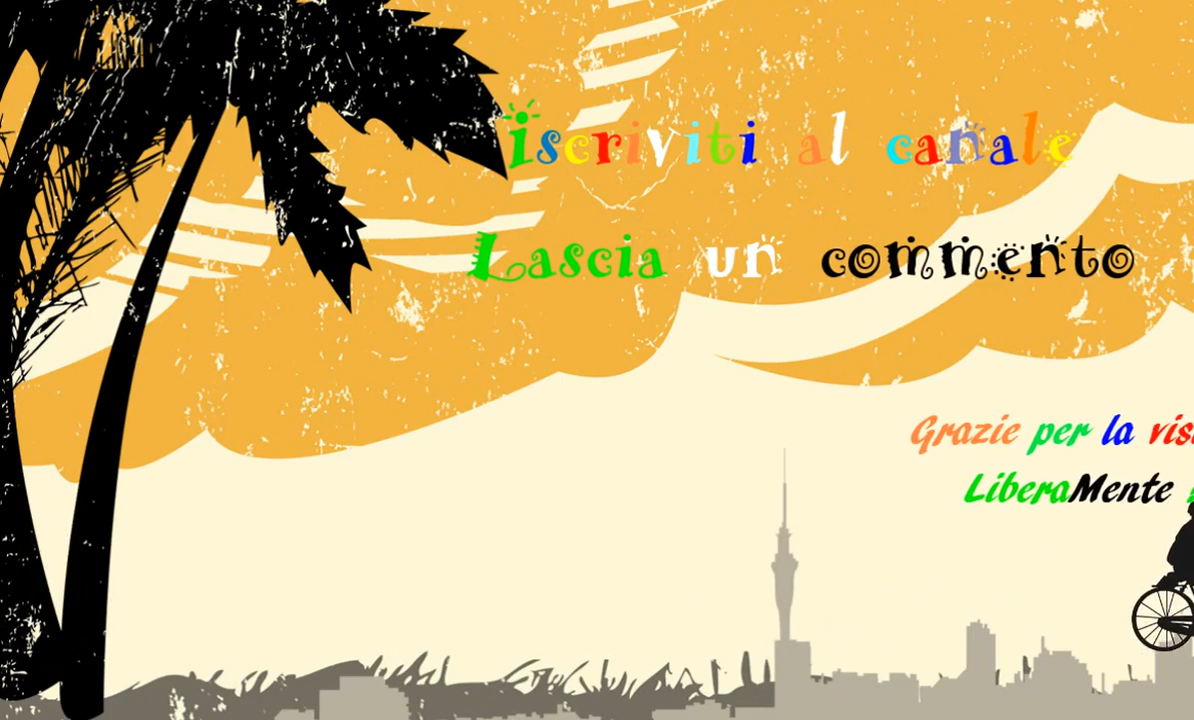 Iscriviti al canale
Lascia un commento
Grazie per la
LiberaMente